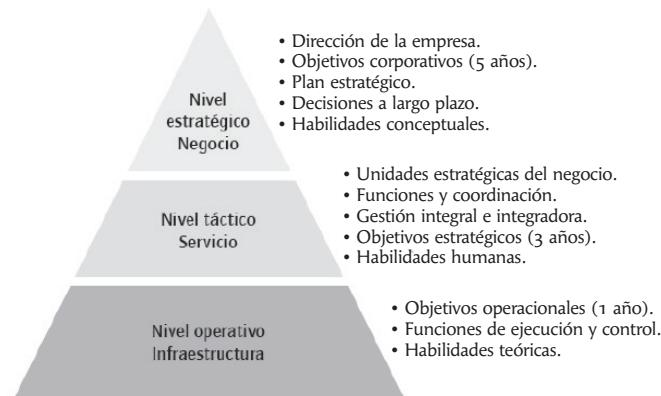 Nivel
estratégico
Negocio
• Dirección de la empresa.
• Objetivos corporativos (5 años).
• Plan estratégico.
• Decisiones a largo plazo.
• Habilidades conceptuales.
Nivel táctico
Servicio
• Unidades estratégicas del negocio.
• Funciones y coordinación.
• Gestión integral e integradora.
• Objetivos estratégicos (3 años).
• Habilidades humanas.
Nivel operativo
Infraestructura
• Objetivos operacionales (1 año).
• Funciones de ejecución y control.
• Habilidades teóricas.